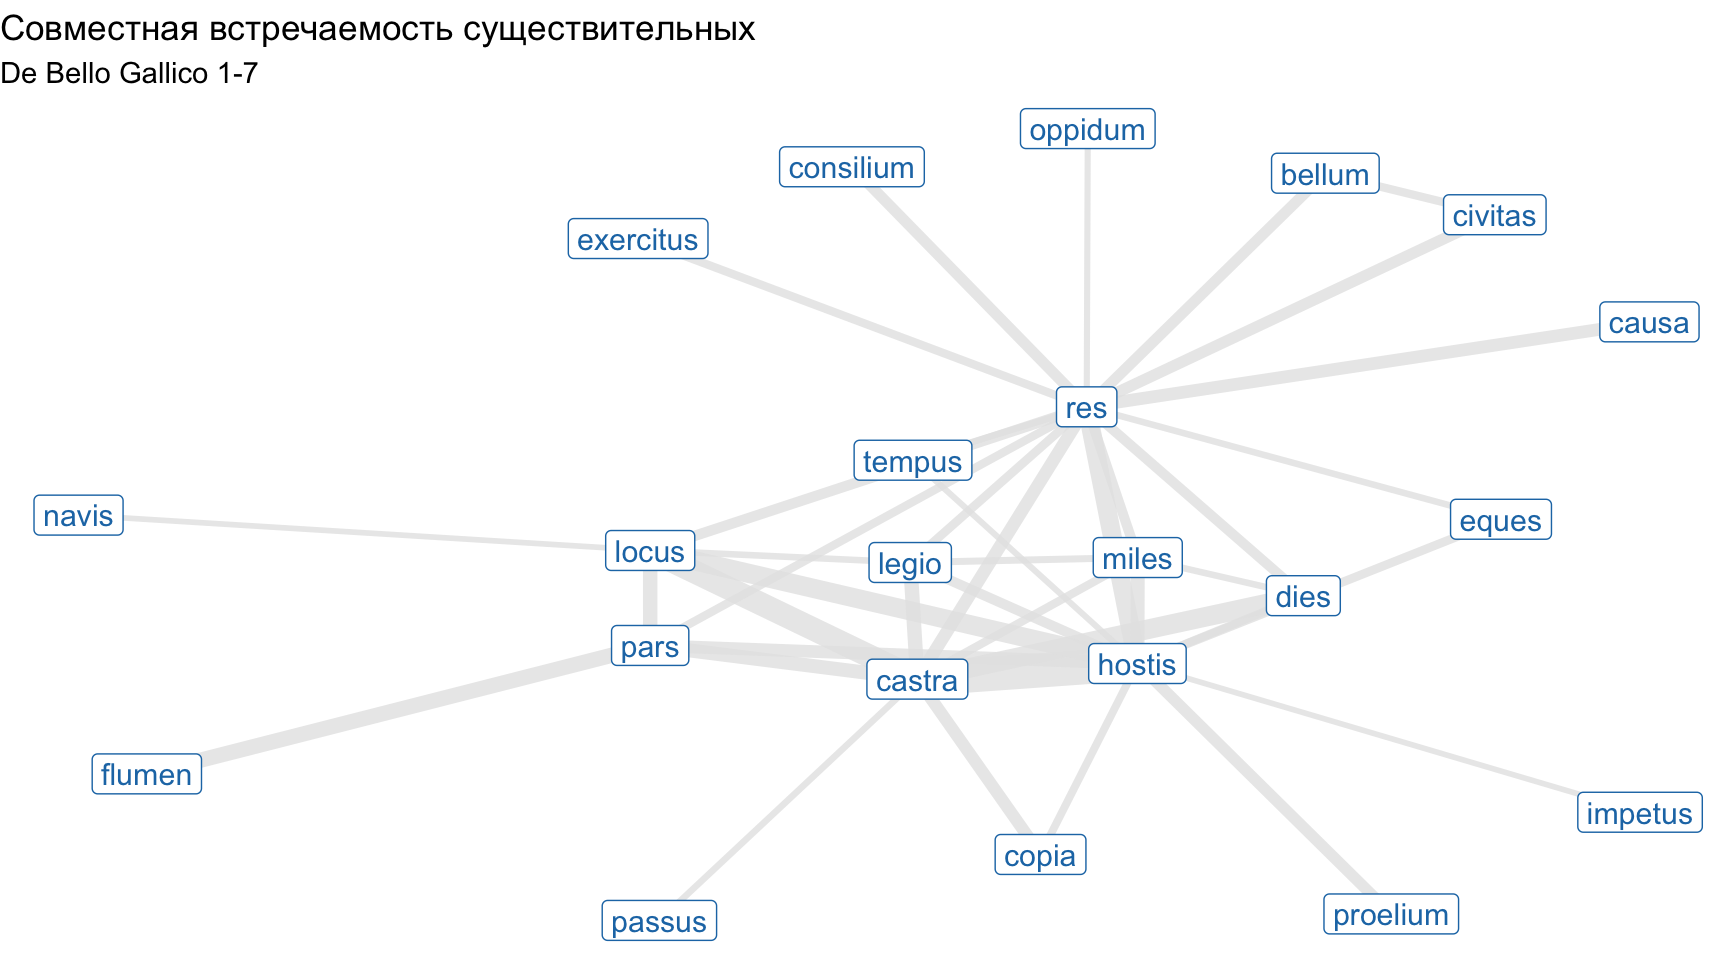 Совместная встречаемость существительных
De Bello Gallico 1-7
oppidum
consilium
bellum
civitas
exercitus
causa
res
tempus
navis
eques
locus
legio
miles
dies
pars
hostis
castra
flumen
impetus
copia
proelium
passus